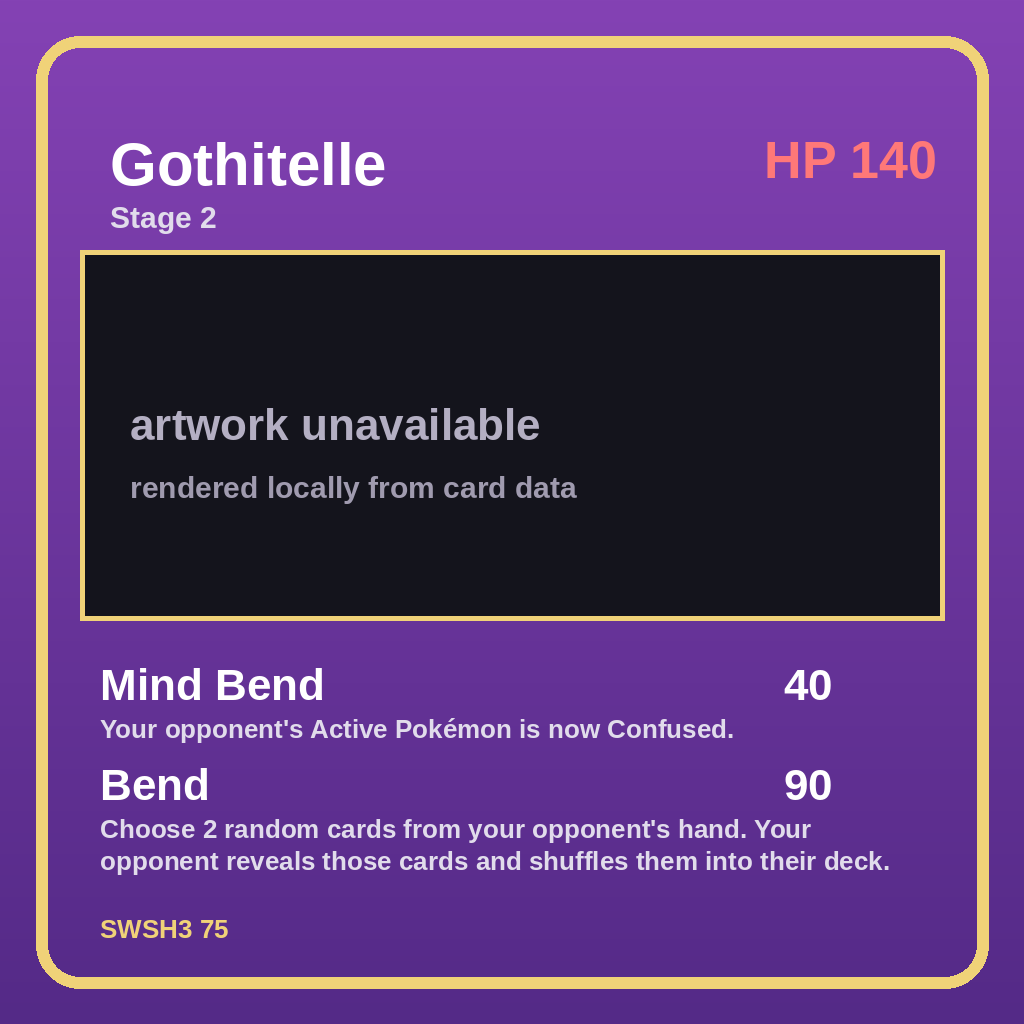 Gothitelle
HP 140
Stage 2
artwork unavailable
rendered locally from card data
Mind Bend 40
Your opponent's Active Pokémon is now Confused.
Bend 90
Choose 2 random cards from your opponent's hand. Your
opponent reveals those cards and shuffles them into their deck.
SWSH3 75